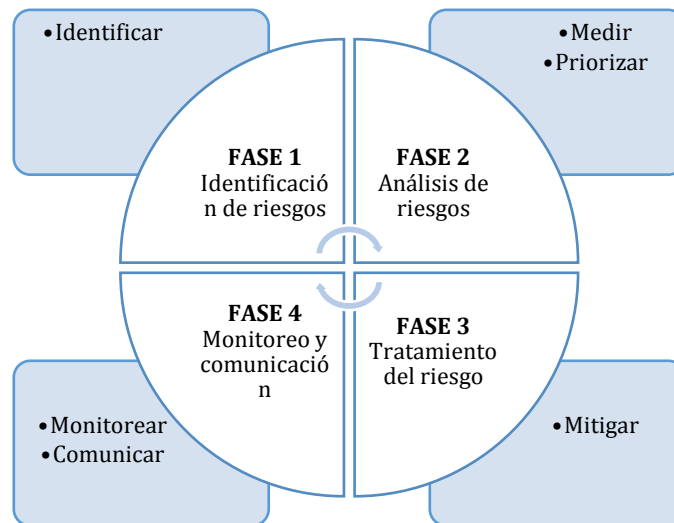 •Identificar
•Medir
•Priorizar
FASE 1
Identificació
n de riesgos
FASE 2
Análisis de
riesgos
FASE 4
Monitoreo y
comunicació
n
FASE 3
Tratamiento
del riesgo
•Monitorear
•Comunicar
•Mitigar